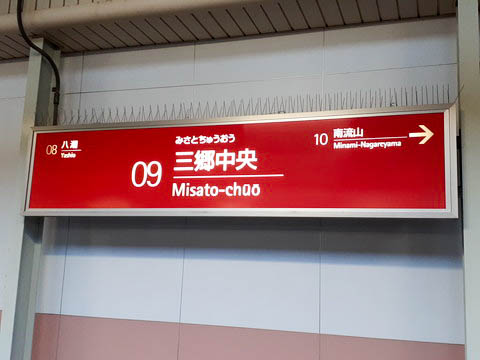 08 八潮
Yashio
みさとちゅうおう
09 三郷中央
Misato-chūō
10 南流山
Minami-Nagareyama